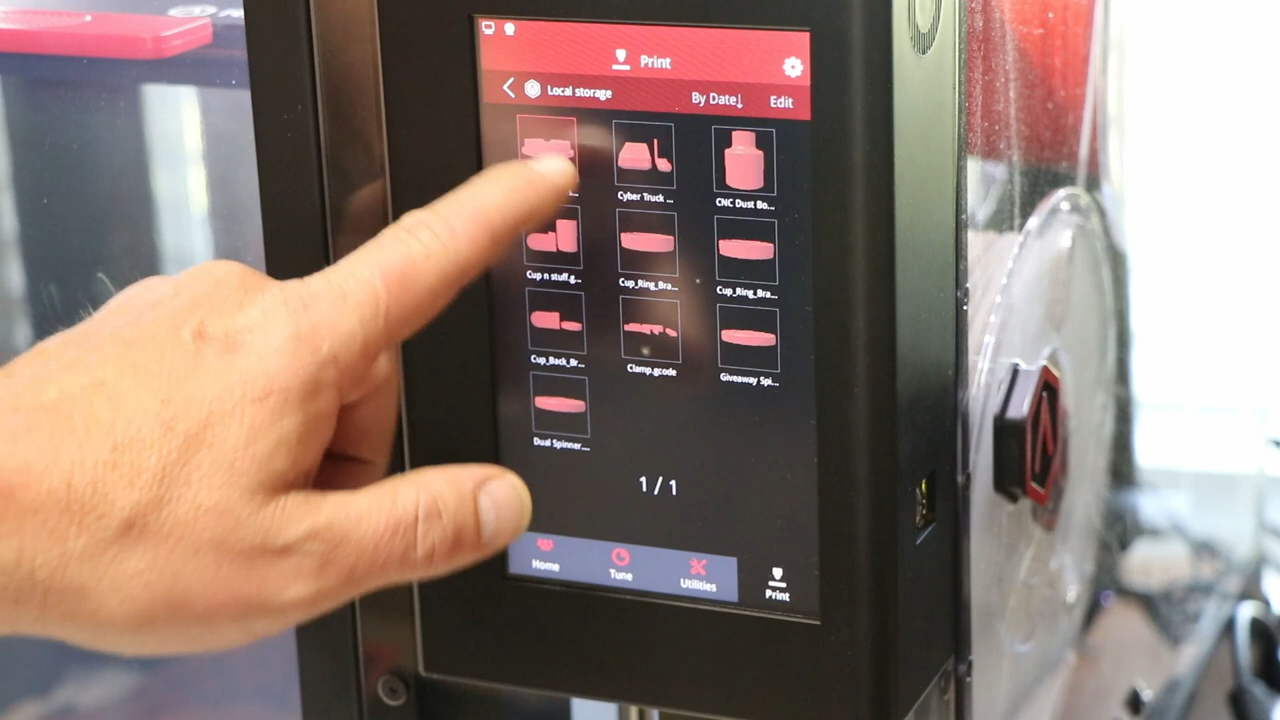 Print
Local storage By Date↓ Edit
Cyber Truck ... CNC Dust Bo...
Cup n stuff.g... Cup_Ring_Bra... Cup_Ring_Bra...
Cup_Back_Br... Clamp.gcode Giveaway Spi...
Dual Spinner....
1 / 1
Home Tune Utilities Print